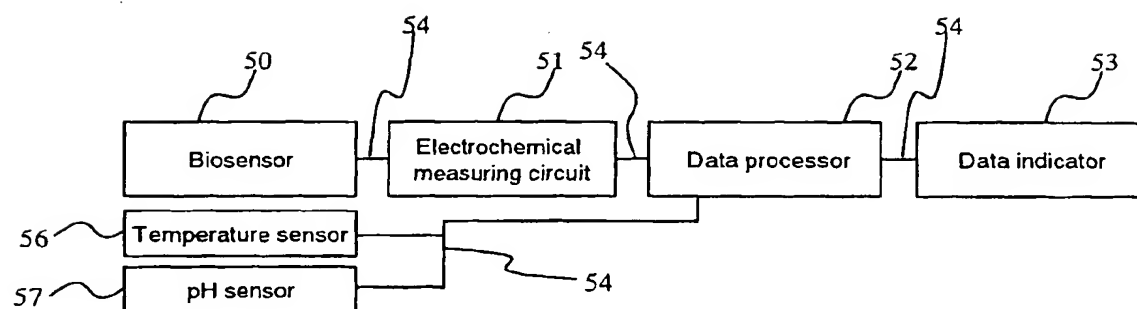 54
50
51
54
52
54
53
Biosensor
Electrochemical
measuring circuit
Data processor
Data indicator
56
Temperature sensor
57
pH sensor
54